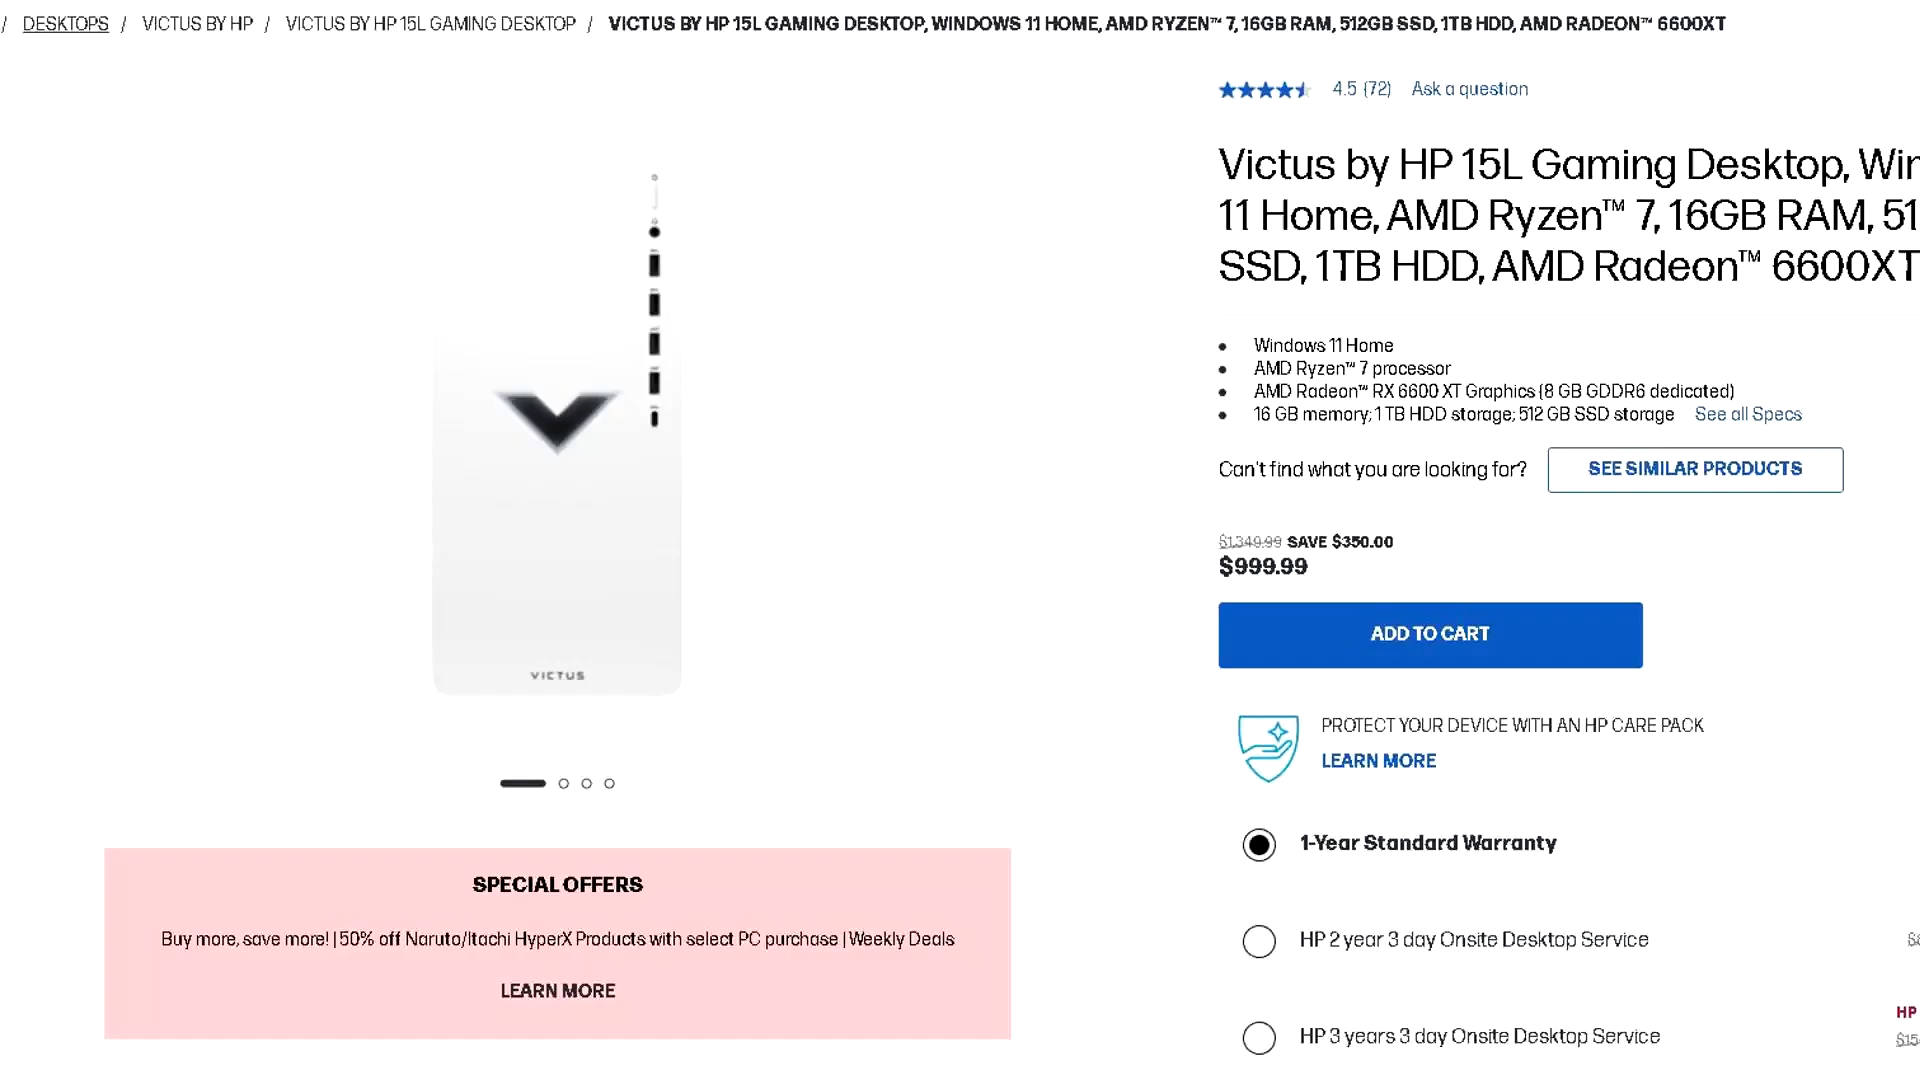 / DESKTOPS / VICTUS BY HP / VICTUS BY HP 15L GAMING DESKTOP / VICTUS BY HP 15L GAMING DESKTOP, WINDOWS 11 HOME, AMD RYZEN™ 7, 16GB RAM, 512GB SSD, 1TB HDD, AMD RADEON™ 6600XT
4.5 (72) Ask a question
Victus by HP 15L Gaming Desktop, Win
11 Home, AMD Ryzen™ 7, 16GB RAM, 51
SSD, 1TB HDD, AMD Radeon™ 6600XT
• Windows 11 Home
• AMD Ryzen™ 7 processor
• AMD Radeon™ RX 6600 XT Graphics (8 GB GDDR6 dedicated)
• 16 GB memory; 1 TB HDD storage; 512 GB SSD storage See all Specs
Can't find what you are looking for? SEE SIMILAR PRODUCTS
$1,349.99 SAVE $350.00
$999.99
ADD TO CART
VICTUS
PROTECT YOUR DEVICE WITH AN HP CARE PACK
LEARN MORE
1-Year Standard Warranty
HP 2 year 3 day Onsite Desktop Service
HP 3 years 3 day Onsite Desktop Service
HP
$15
SPECIAL OFFERS
Buy more, save more! | 50% off Naruto/Itachi HyperX Products with select PC purchase | Weekly Deals
LEARN MORE